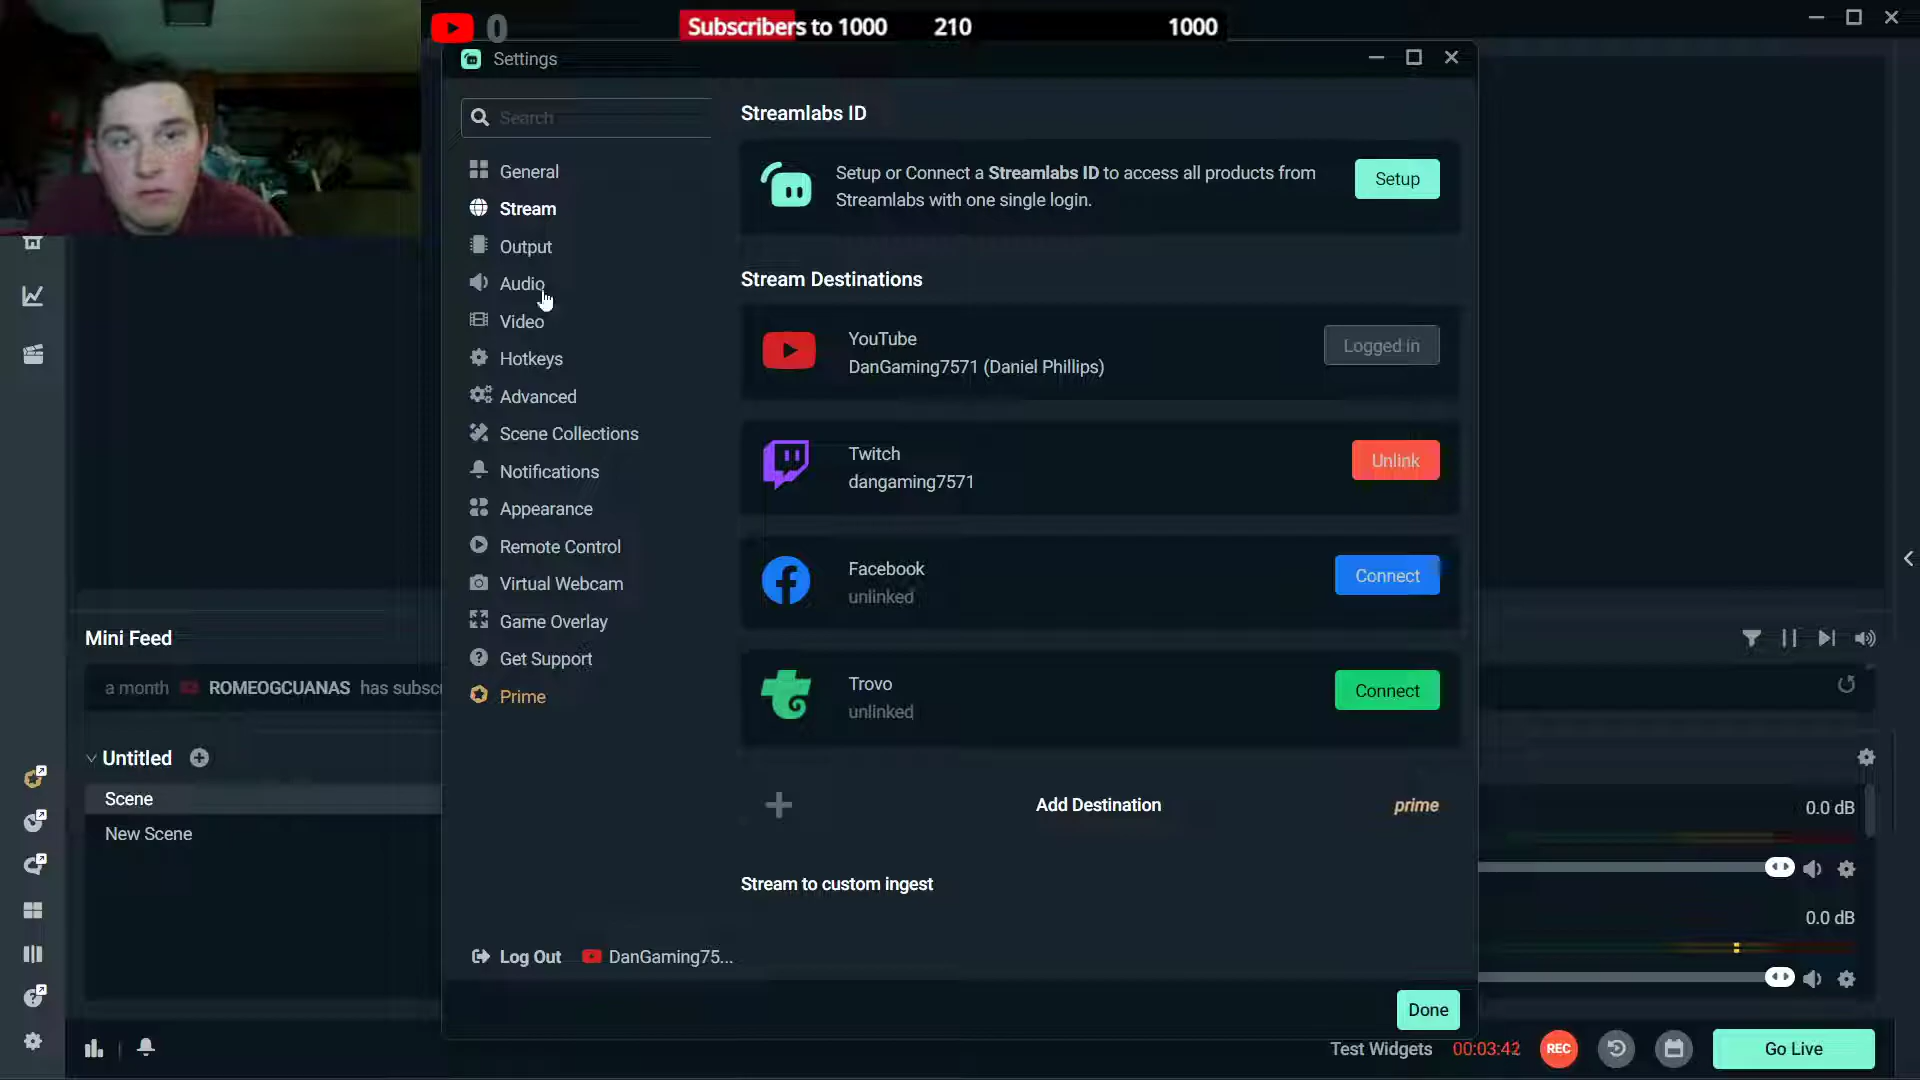 0
Subscribers to 1000 210 1000
Settings
Search
General
Stream
Output
Audio
Video
Hotkeys
Advanced
Scene Collections
Notifications
Appearance
Remote Control
Virtual Webcam
Game Overlay
Get Support
Prime
Log Out
DanGaming75...
Streamlabs ID
Setup or Connect a Streamlabs ID to access all products from
Streamlabs with one single login.
Setup
Stream Destinations
YouTube
DanGaming7571 (Daniel Phillips)
Logged in
Twitch
dangaming7571
Unlink
Facebook
unlinked
Connect
Trovo
unlinked
Connect
Add Destination
prime
Stream to custom ingest
Done
Mini Feed
a month ROMEOGCUANAS has subsc
Untitled
Scene
New Scene
0.0 dB
0.0 dB
Test Widgets 00:03:42 REC Go Live